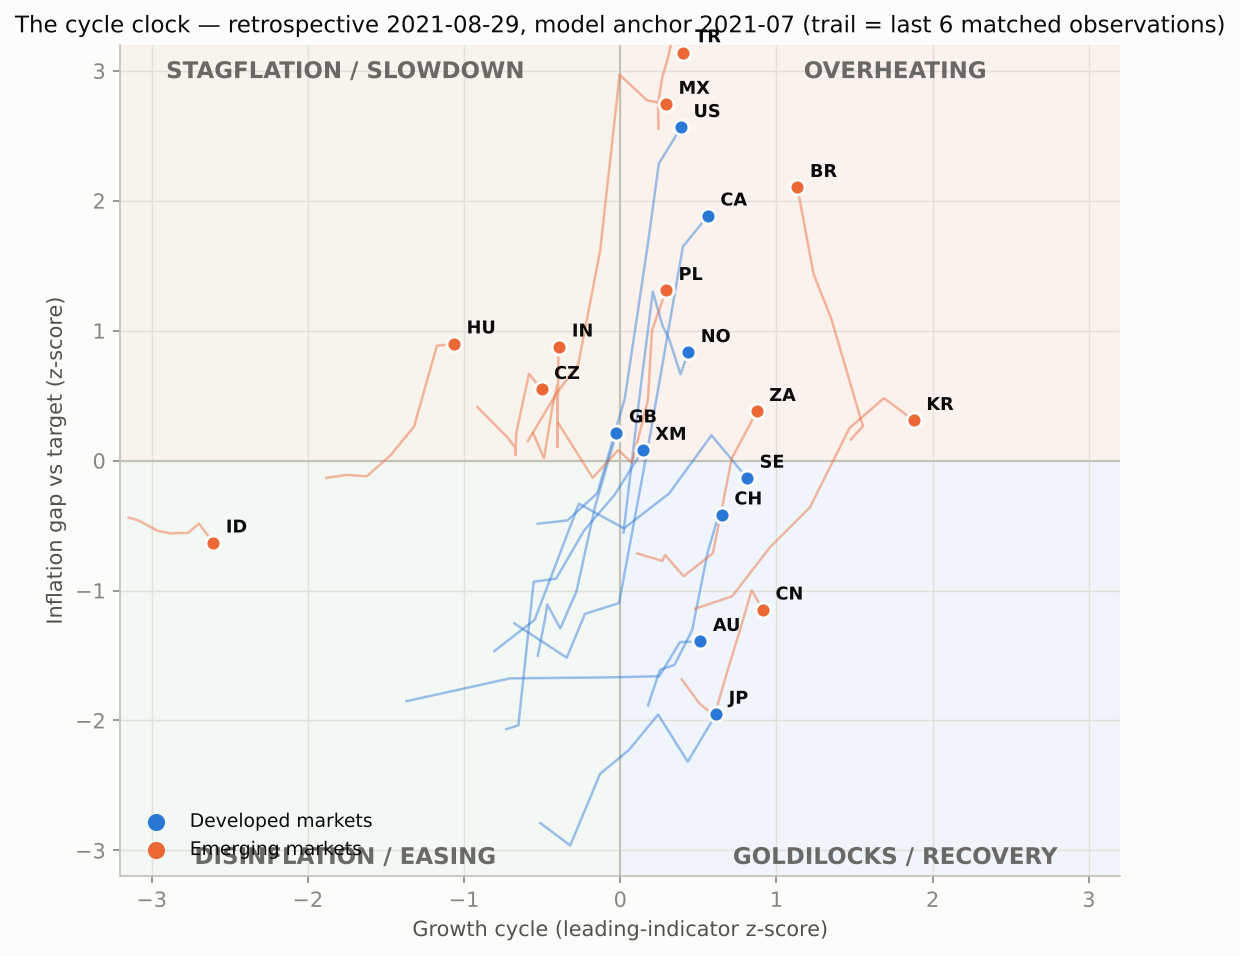 The cycle clock — retrospective 2021-08-29, model anchor 2021-07 (trail = last 6 matched observations)
STAGFLATION / SLOWDOWN
OVERHEATING
TR
MX
US
BR
CA
PL
NO
HU
IN
CZ
ZA
KR
GB
XM
SE
CH
ID
CN
AU
JP
Developed markets
Emerging markets
DISINFLATION / EASING
GOLDILOCKS / RECOVERY
3
2
1
0
−1
−2
−3
−3
−2
−1
0
1
2
3
Inflation gap vs target (z-score)
Growth cycle (leading-indicator z-score)